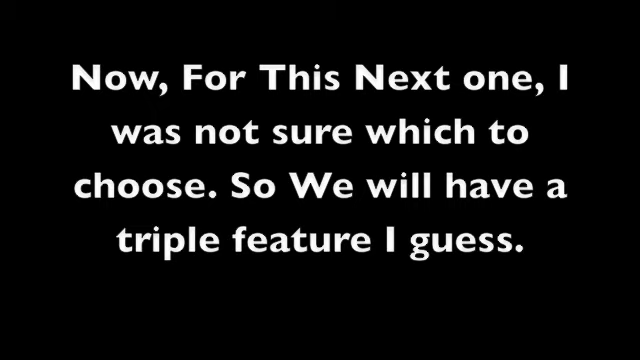 Now, For This Next one, I
was not sure which to
choose. So We will have a
triple feature I guess.